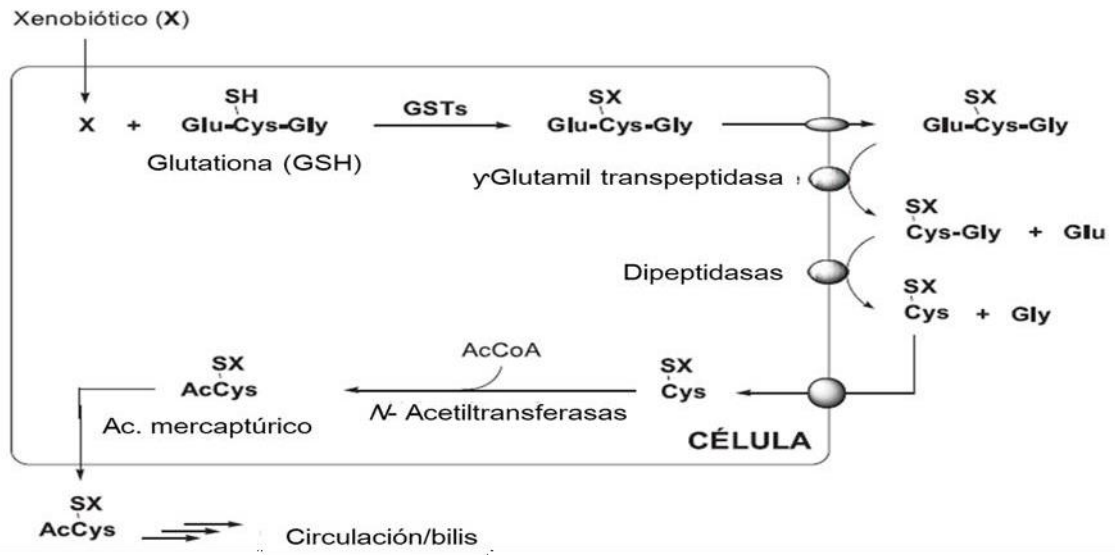 Xenobiótico (X)
SH
X + Glu-Cys-Gly
Glutationa (GSH)
GSTs
SX
Glu-Cys-Gly
SX
Glu-Cys-Gly
γ-Glutamil transpeptidasa
SX
Cys-Gly + Glu
Dipeptidasas
SX
Cys + Gly
SX
Cys
AcCoA
N- Acetiltransferasas
SX
AcCys
Ac. mercaptúrico
CÉLULA
SX
AcCys
Circulación/bilis